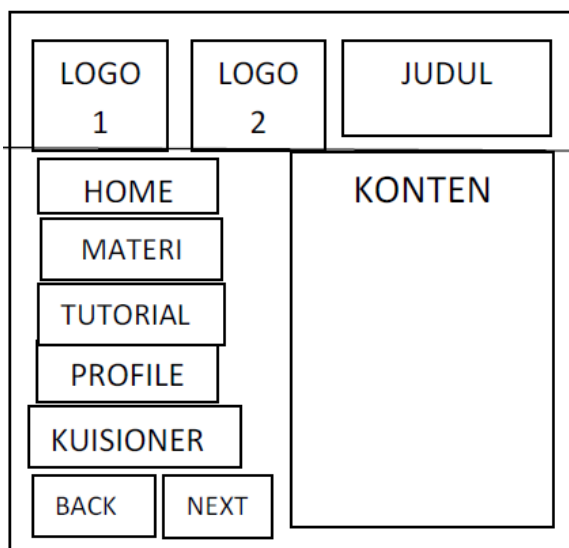 LOGO
1
LOGO
2
JUDUL
HOME
MATERI
TUTORIAL
PROFILE
KUISIONER
BACK
NEXT
KONTEN